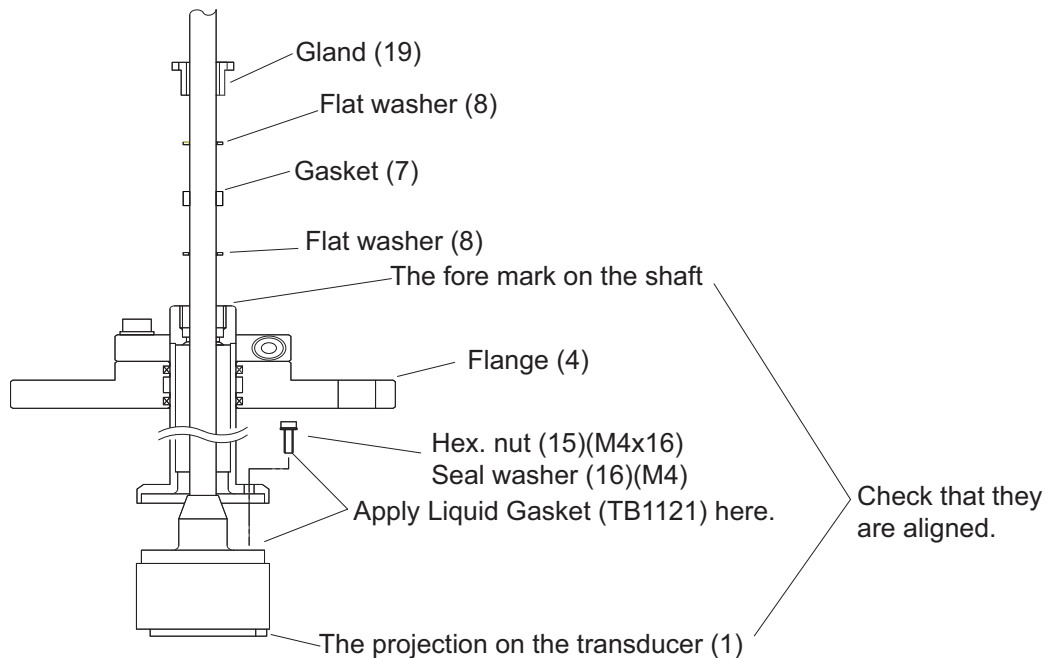 Gland (19)
Flat washer (8)
Gasket (7)
Flat washer (8)
The fore mark on the shaft
Flange (4)
Hex. nut (15)(M4x16)
Seal washer (16)(M4)
Apply Liquid Gasket (TB1121) here.
Check that they
are aligned.
The projection on the transducer (1)